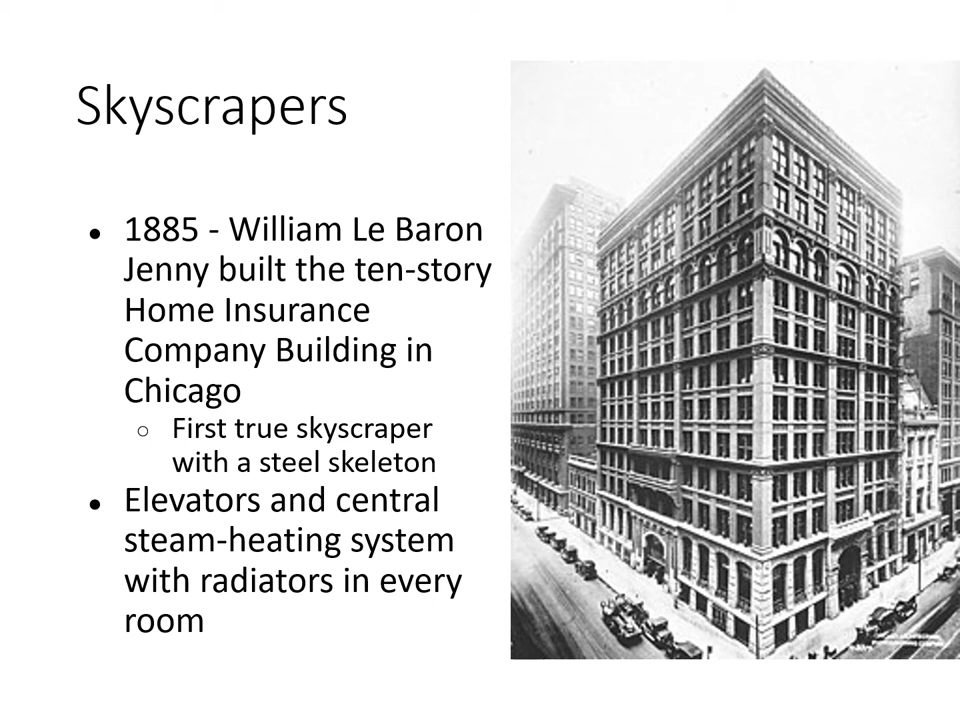 Skyscrapers
● 1885 - William Le Baron
Jenny built the ten-story
Home Insurance
Company Building in
Chicago
○ First true skyscraper
with a steel skeleton
● Elevators and central
steam-heating system
with radiators in every
room